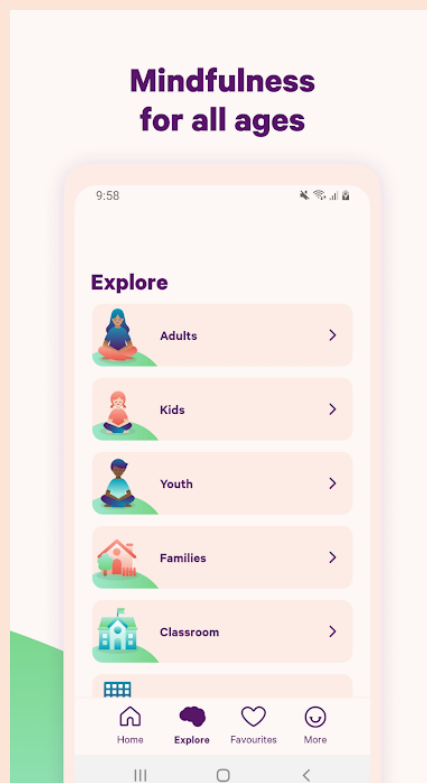 Mindfulness
for all ages
9:58
Explore
Adults
Kids
Youth
Families
Classroom
Home
Explore
Favourites
More